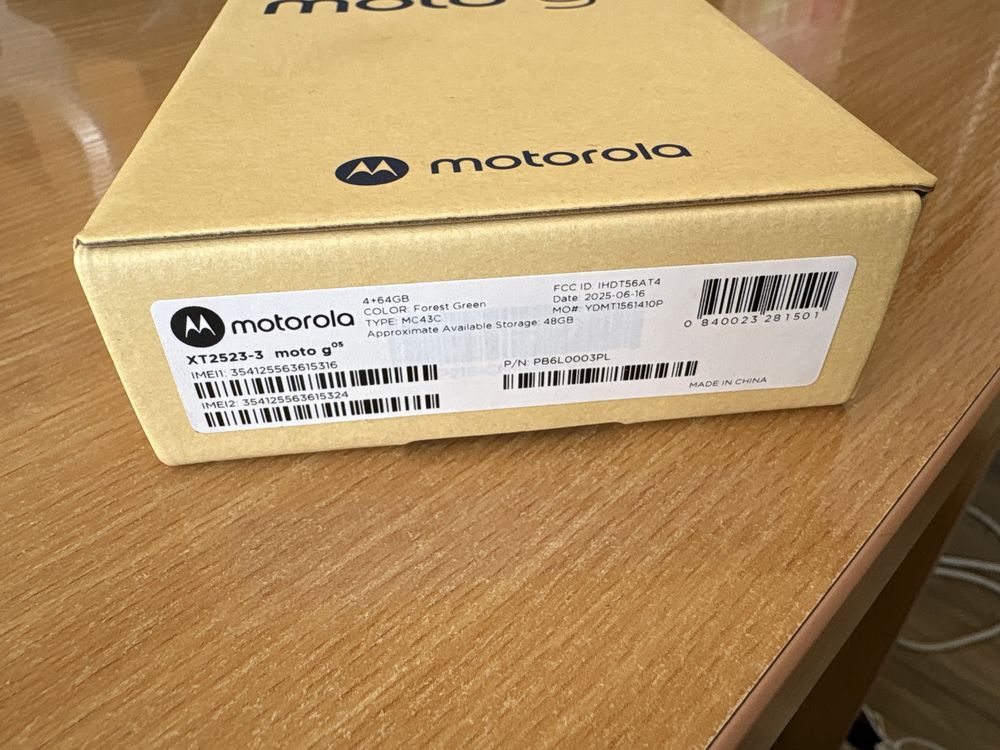 moto g
motorola
motorola
4+64GB
COLOR: Forest Green
TYPE: MC43C
Approximate Available Storage: 48GB
FCC ID: IHDT56AT4
Date: 2025-06-16
MO#: YDMT1561410P
0 840023 281501
XT2523-3 moto g05
IMEI1: 354125563615316
IMEI2: 354125563615324
P/N: PB6L0003PL
MADE IN CHINA